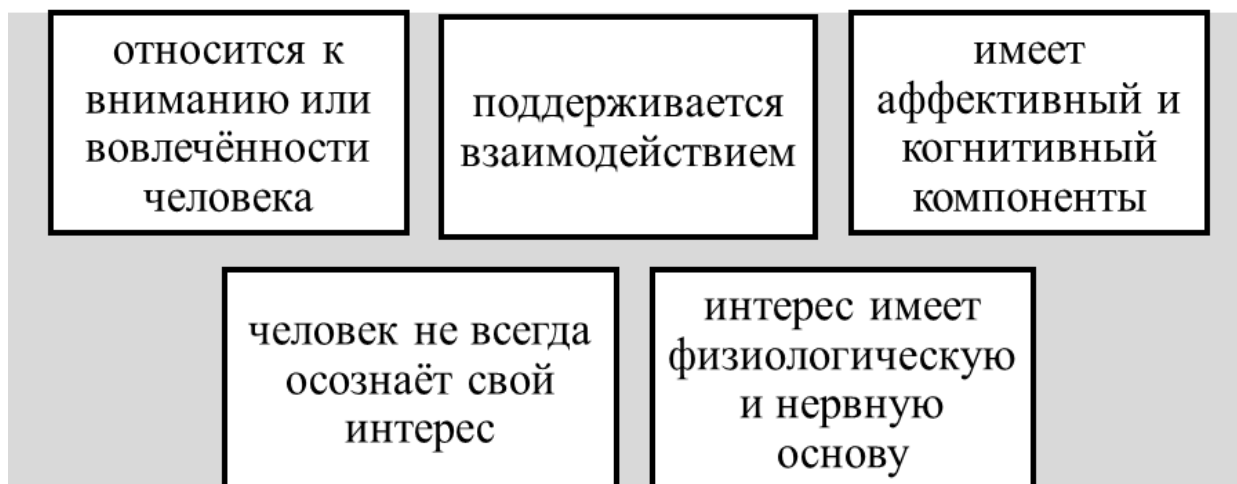 относится к
вниманию или
вовлечённости
человека
поддерживается
взаимодействием
имеет
аффективный и
когнитивный
компоненты
человек не всегда
осознаёт свой
интерес
интерес имеет
физиологическую
и нервную
основу